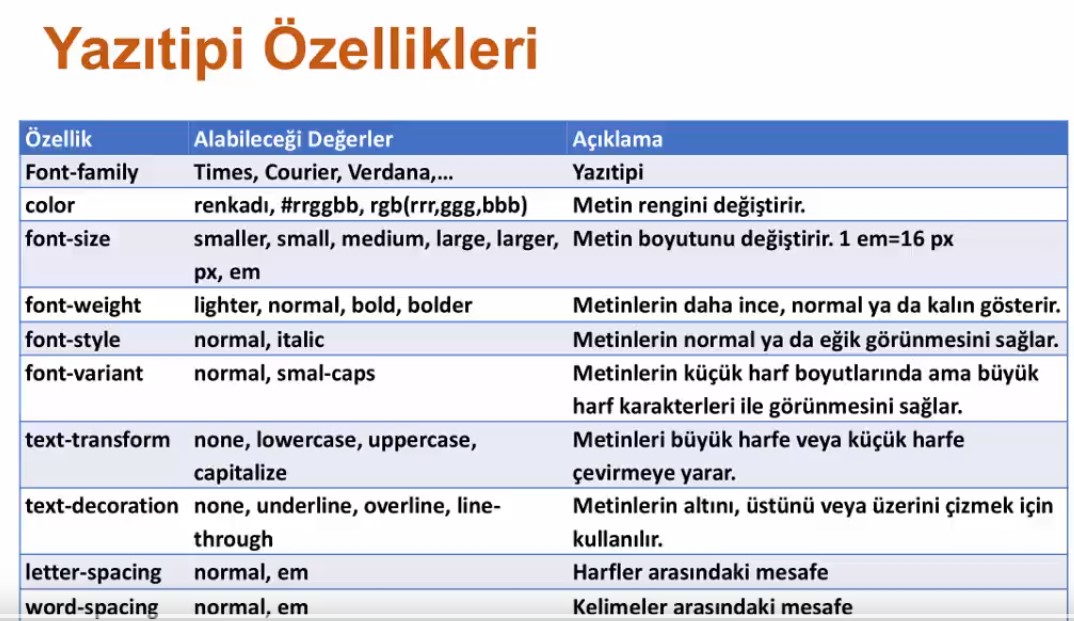 Yazıtipi Özellikleri
Özellik Alabileceği Değerler Açıklama
Font-family Times, Courier, Verdana,... Yazıtipi
color renkadı, #rrggbb, rgb(rrr,ggg,bbb) Metin rengini değiştirir.
font-size smaller, small, medium, large, larger, Metin boyutunu değiştirir. 1 em=16 px
px, em
font-weight lighter, normal, bold, bolder Metinlerin daha ince, normal ya da kalın gösterir.
font-style normal, italic Metinlerin normal ya da eğik görünmesini sağlar.
font-variant normal, smal-caps Metinlerin küçük harf boyutlarında ama büyük
harf karakterleri ile görünmesini sağlar.
text-transform none, lowercase, uppercase, Metinleri büyük harfe veya küçük harfe
capitalize çevirmeye yarar.
text-decoration none, underline, overline, line- Metinlerin altını, üstünü veya üzerini çizmek için
through kullanılır.
letter-spacing normal, em Harfler arasındaki mesafe
word-spacing normal, em Kelimeler arasındaki mesafe